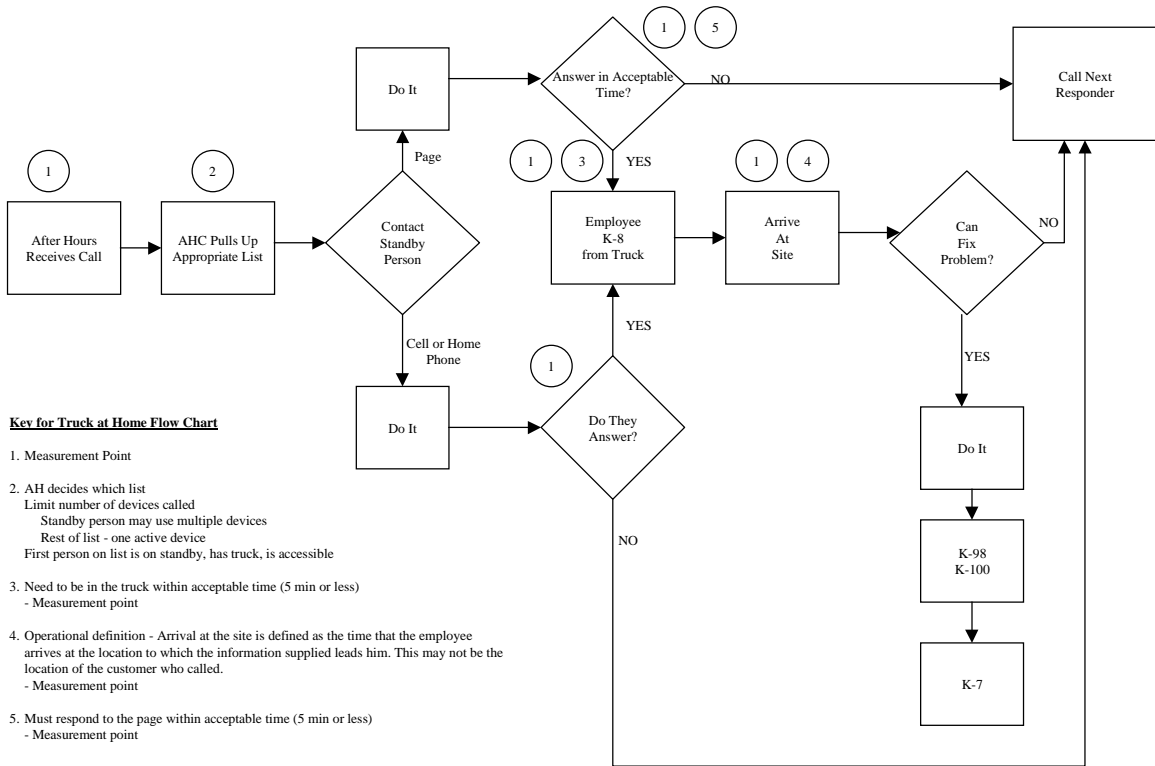 1
5
Do It
Answer in Acceptable
Time?
NO
Call Next
Responder
Page
YES
1
2
1
3
1
4
After Hours
Receives Call
AHC Pulls Up
Appropriate List
Contact
Standby
Person
Employee
K-8
from Truck
Arrive
At
Site
Can
Fix
Problem?
NO
Cell or Home
Phone
YES
1
YES
Do It
Do They
Answer?
NO
Do It
K-98
K-100
K-7
Key for Truck at Home Flow Chart
1. Measurement Point
2. AH decides which list
Limit number of devices called
Standby person may use multiple devices
Rest of list - one active device
First person on list is on standby, has truck, is accessible
3. Need to be in the truck within acceptable time (5 min or less)
- Measurement point
4. Operational definition - Arrival at the site is defined as the time that the employee
arrives at the location to which the information supplied leads him. This may not be the
location of the customer who called.
- Measurement point
5. Must respond to the page within acceptable time (5 min or less)
- Measurement point